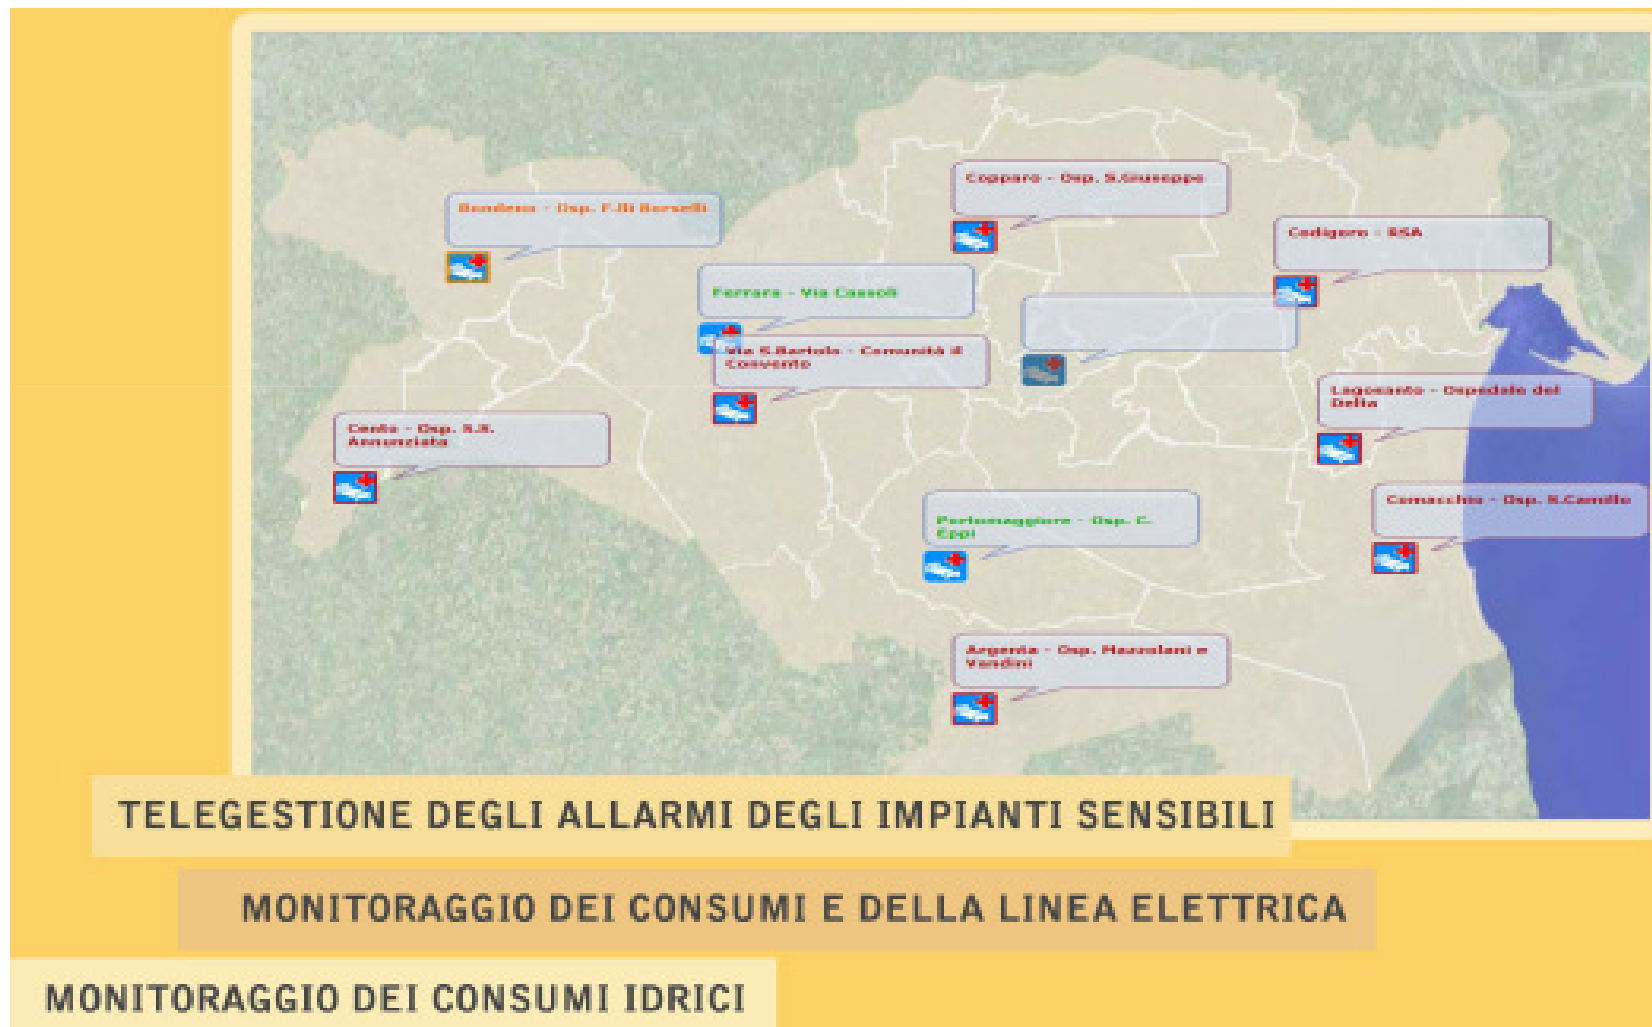 Copparo - Osp. S.Giuseppe
Bondeno - Osp. F.lli Borselli
Codigoro - RSA
Ferrara - Via Cassoli
Via S.Bartolo - Comunità il
Convento
Lagosanto - Ospedale del
Delta
Cento - Osp. S.S.
Annunziata
Comacchio - Osp. S.Camillo
Portomaggiore - Osp. C.
Eppi
Argenta - Osp. Mazzolani e
Vandini
TELEGESTIONE DEGLI ALLARMI DEGLI IMPIANTI SENSIBILI
MONITORAGGIO DEI CONSUMI E DELLA LINEA ELETTRICA
MONITORAGGIO DEI CONSUMI IDRICI